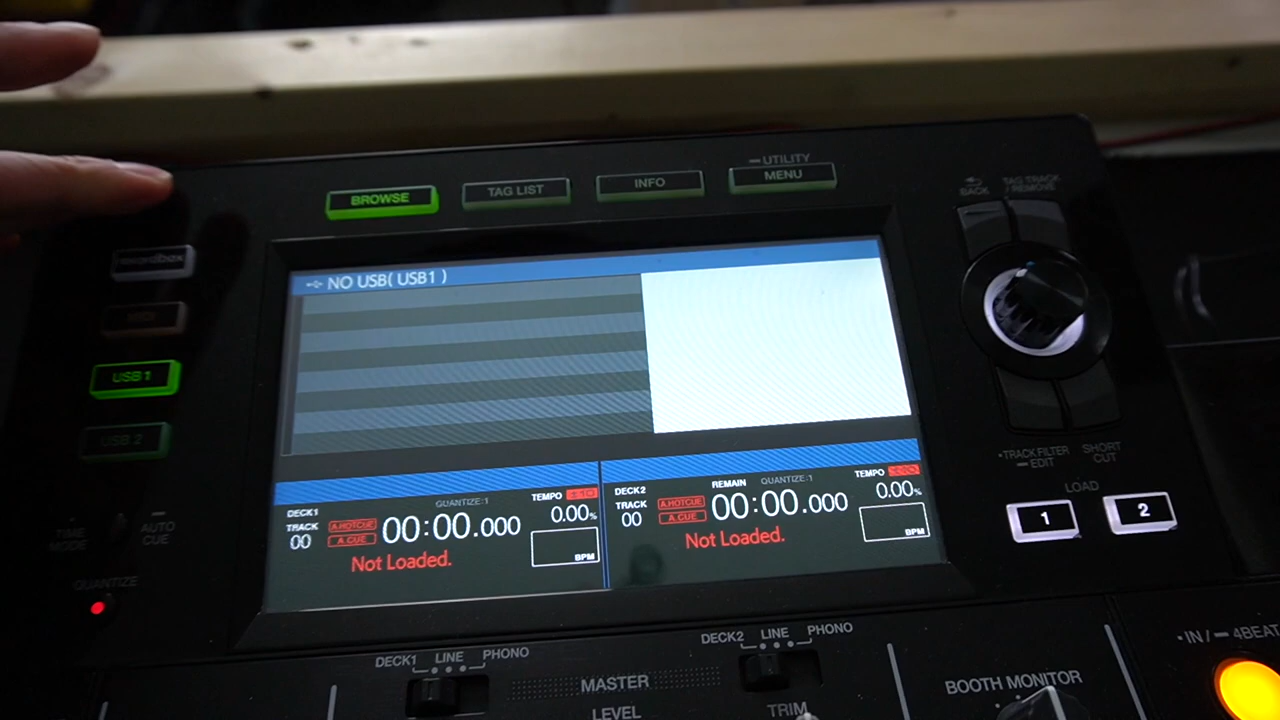 UTILITY
BROWSE
TAG LIST
INFO
MENU
BACK
TAG TRACK
/ REMOVE
rekordbox
NO USB( USB1 )
USB 1
USB 2
TRACK FILTER
EDIT
SHORT
CUT
LOAD
1
2
DECK1
QUANTIZE:1
TEMPO
TRACK
00
A.HOTCUE
A.CUE
00:00.000
0.00%
Not Loaded.
BPM
DECK2
REMAIN
QUANTIZE:1
TEMPO
TRACK
00
A.HOTCUE
A.CUE
00:00.000
0.00%
Not Loaded.
BPM
TIME
MODE
AUTO
CUE
QUANTIZE
DECK1 LINE PHONO
DECK2 LINE PHONO
MASTER
LEVEL
TRIM
BOOTH MONITOR
IN / 4BEAT